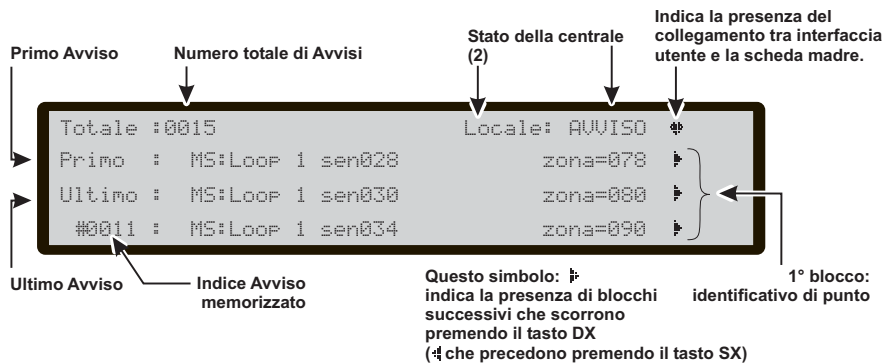 Primo Avviso
Numero totale di Avvisi
Stato della centrale
(2)
Indica la presenza del
collegamento tra interfaccia
utente e la scheda madre.
Totale :0015 Locale: AVVISO
Primo : MS:Loop 1 sen028 zona=078
Ultimo : MS:Loop 1 sen030 zona=080
#0011 : MS:Loop 1 sen034 zona=090
Ultimo Avviso
Indice Avviso
memorizzato
Questo simbolo:
indica la presenza di blocchi
successivi che scorrono
premendo il tasto DX
( che precedono premendo il tasto SX)
1° blocco:
identificativo di punto